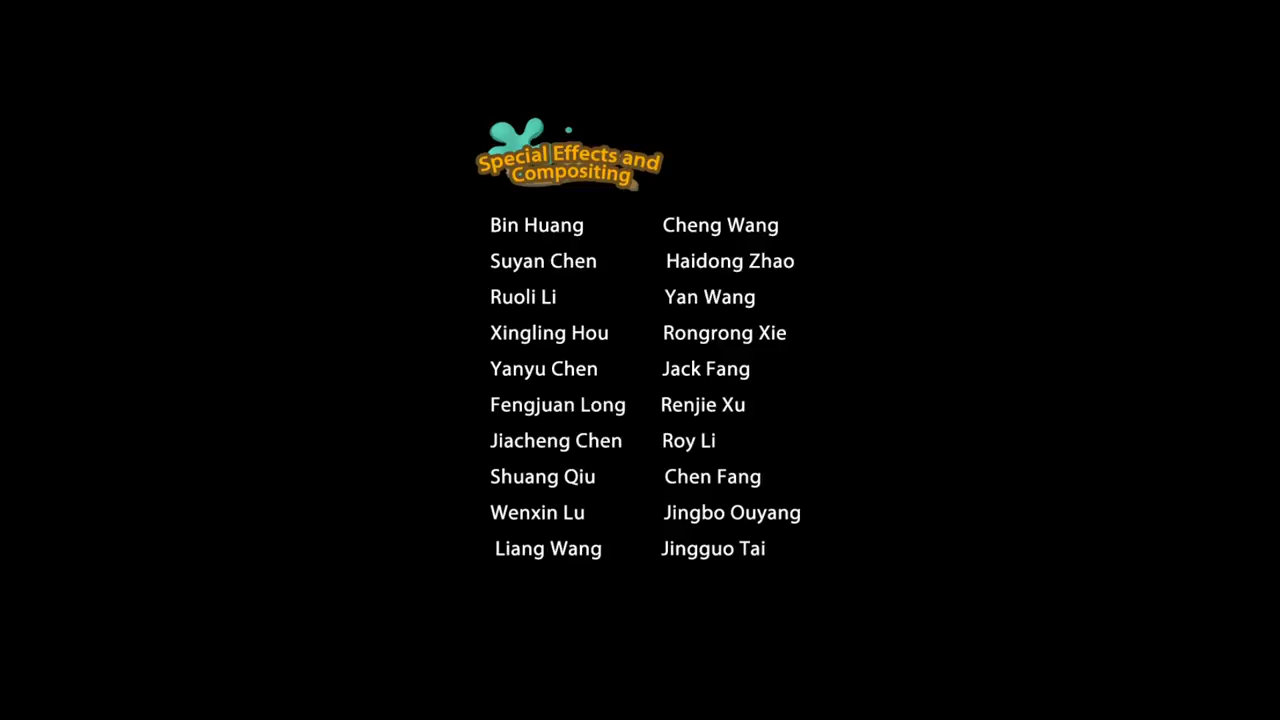 Special Effects and
Compositing
Bin Huang Cheng Wang
Suyan Chen Haidong Zhao
Ruoli Li Yan Wang
Xingling Hou Rongrong Xie
Yanyu Chen Jack Fang
Fengjuan Long Renjie Xu
Jiacheng Chen Roy Li
Shuang Qiu Chen Fang
Wenxin Lu Jingbo Ouyang
Liang Wang Jingguo Tai